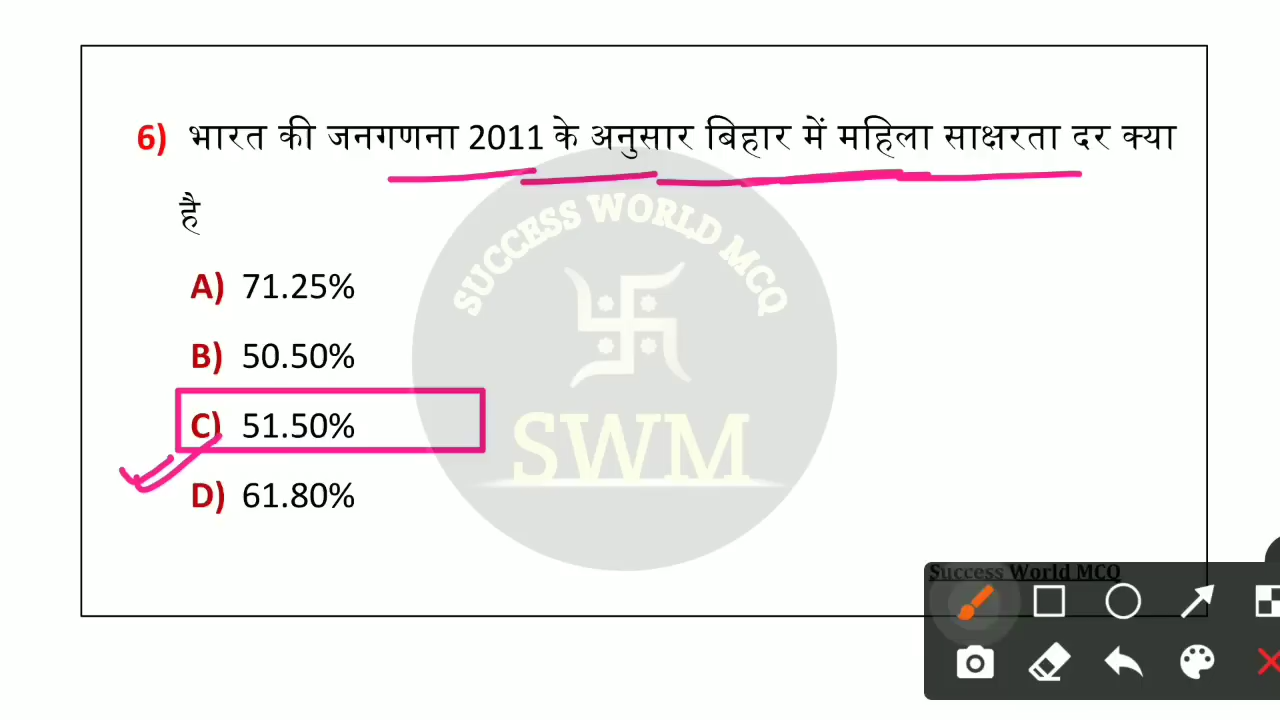 6) भारत की जनगणना 2011 के अनुसार बिहार में महिला साक्षरता दर क्या
है
SUCCESS WORLD MCQ
A) 71.25%
B) 50.50%
C) 51.50%
SWM
D) 61.80%
Success World MCQ